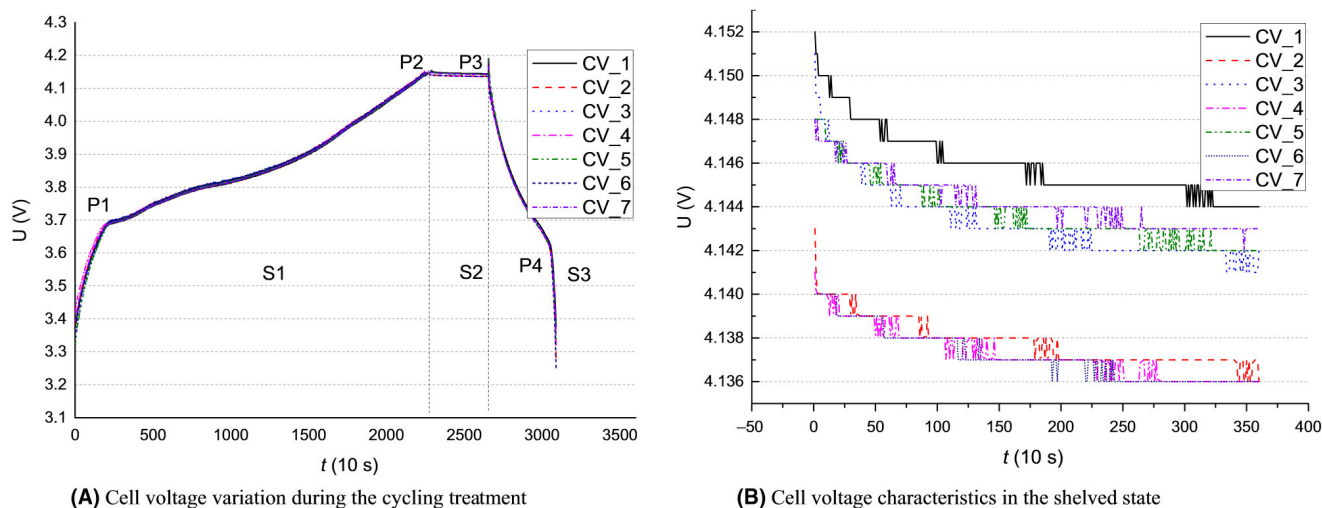 4.3
4.2
4.1
4.0
3.9
3.8
3.7
3.6
3.5
3.4
3.3
3.2
3.1
U (V)
P1
P2
P3
P4
S1
S2
S3
CV_1
CV_2
CV_3
CV_4
CV_5
CV_6
CV_7
0 500 1000 1500 2000 2500 3000 3500
t (10 s)
(A) Cell voltage variation during the cycling treatment
4.152
4.150
4.148
4.146
4.144
4.142
4.140
4.138
4.136
U (V)
CV_1
CV_2
CV_3
CV_4
CV_5
CV_6
CV_7
−50 0 50 100 150 200 250 300 350 400
t (10 s)
(B) Cell voltage characteristics in the shelved state